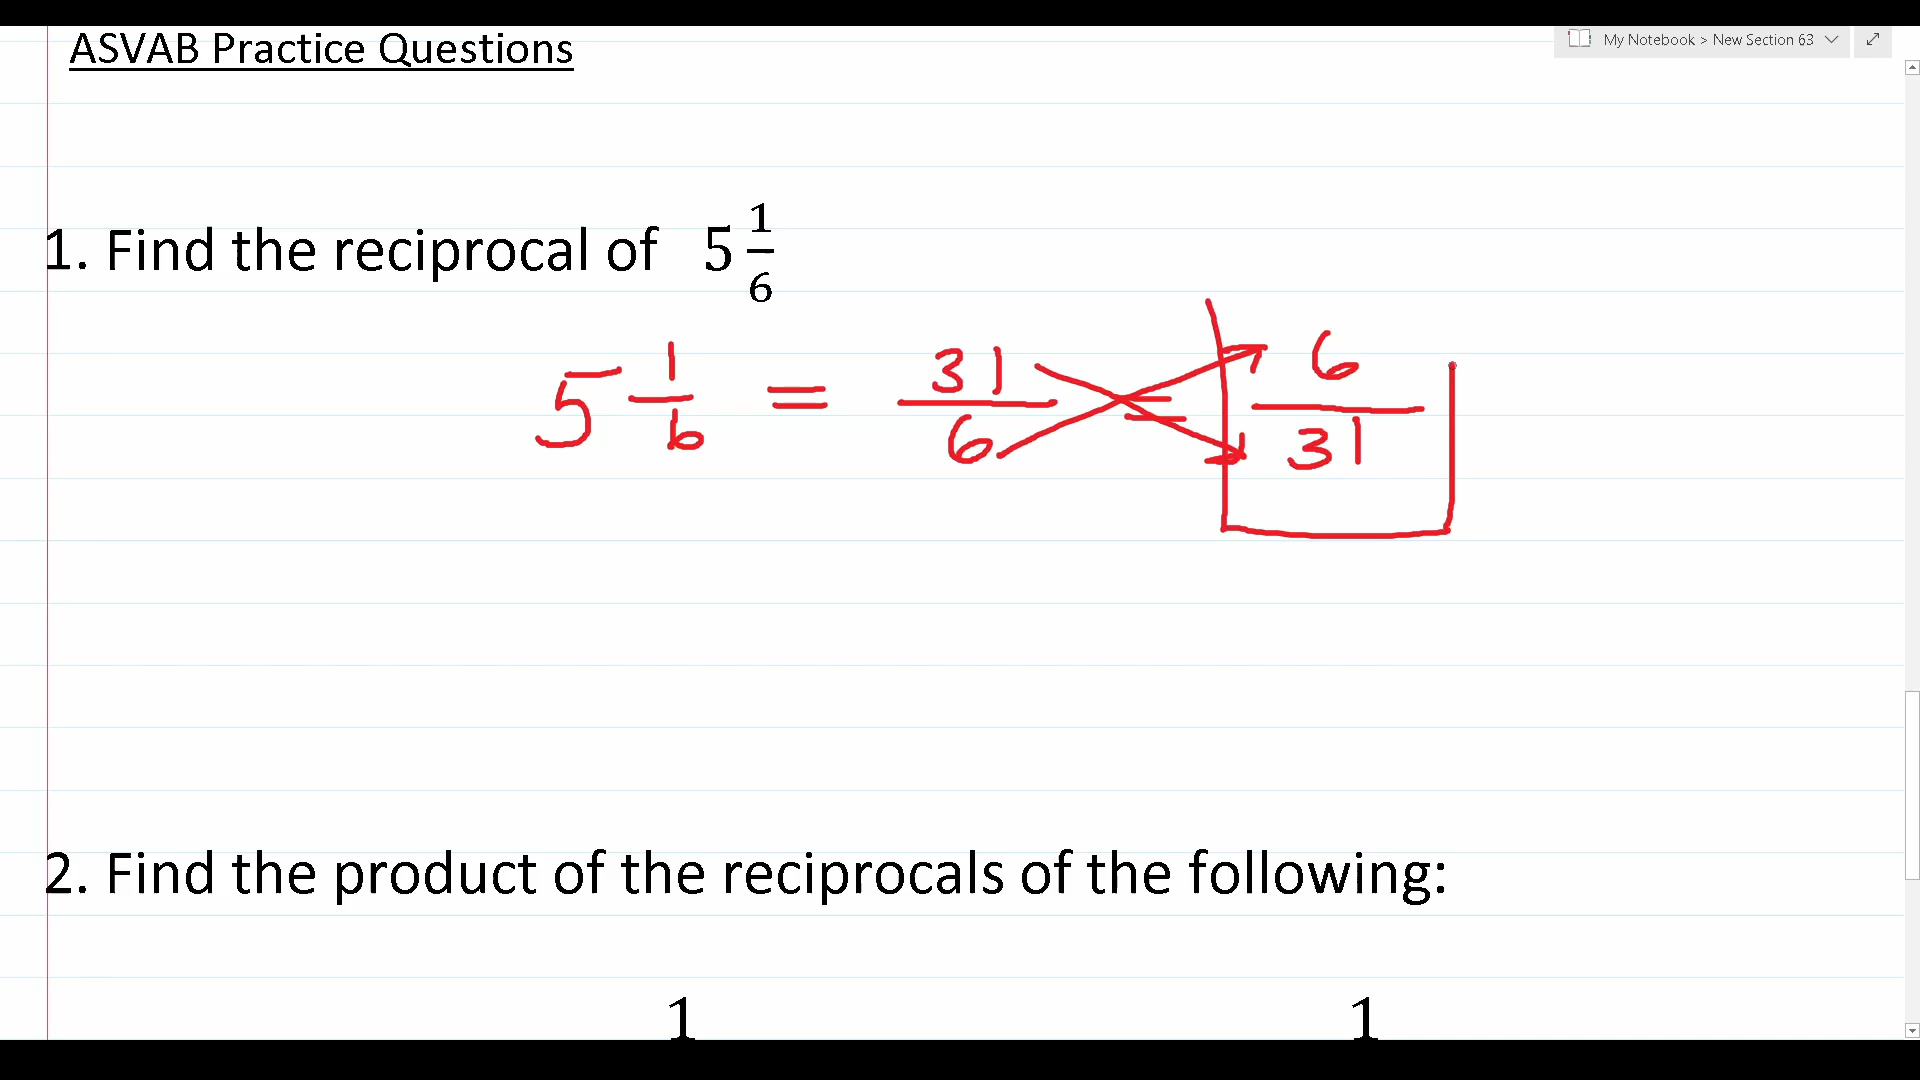 ASVAB Practice Questions
My Notebook > New Section 63
1. Find the reciprocal of 5 1/6
5 1/6 = 31/6 = 6/31
2. Find the product of the reciprocals of the following:
1 1